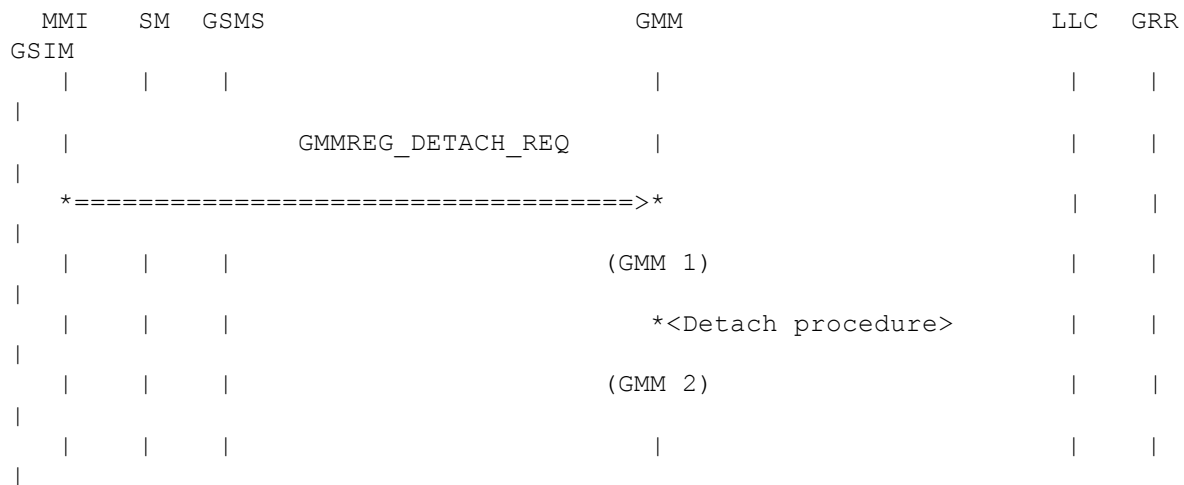 MMI SM GSMS GMM LLC GRR
GSIM
| | | | | |
|
| GMMREG_DETACH_REQ | | |
|
*===================================>* | |
|
| | | (GMM 1) | |
|
| | | *<Detach procedure> | |
|
| | | (GMM 2) | |
|
| | | | | |
|